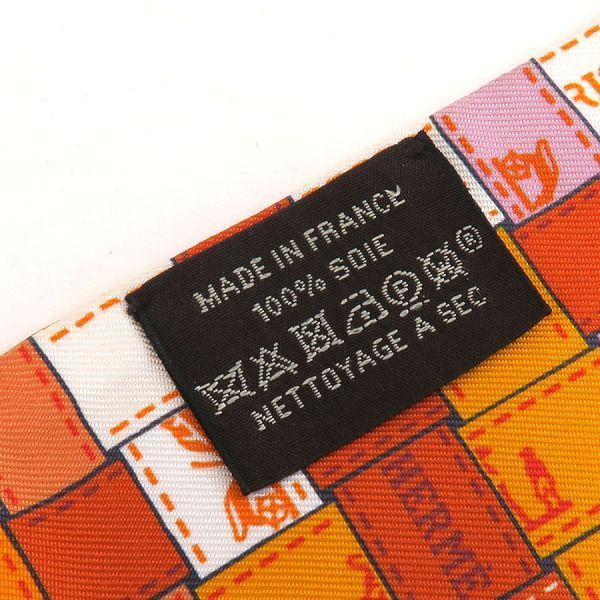 MADE IN FRANCE
100% SOIE
P ®
NETTOYAGE A SEC
HERME